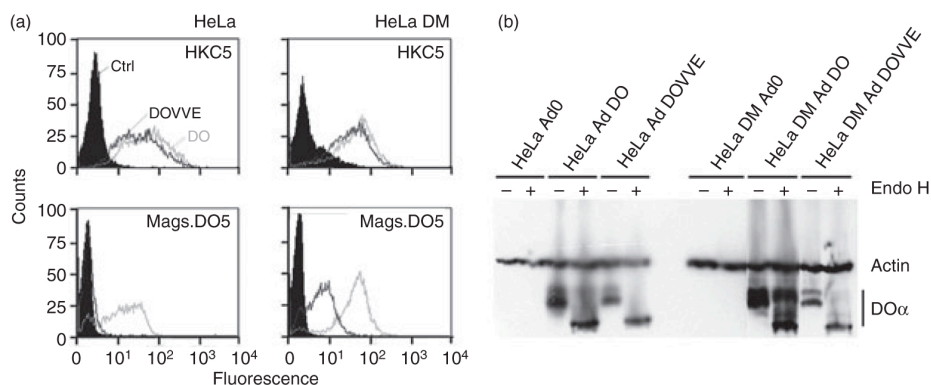 (a)
HeLa
HeLa DM
100
75
50
25
0
HKC5
Ctrl
DOVVE
DO
HKC5
100
75
50
25
0
Mags.DO5
Mags.DO5
Counts
0 10¹ 10² 10³ 10⁴
0 10¹ 10² 10³ 10⁴
Fluorescence
(b)
HeLa Ad0
HeLa Ad DO
HeLa Ad DOVVE
HeLa DM Ad0
HeLa DM Ad DO
HeLa DM Ad DOVVE
− + − + − + − + − + − + Endo H
Actin
DOα